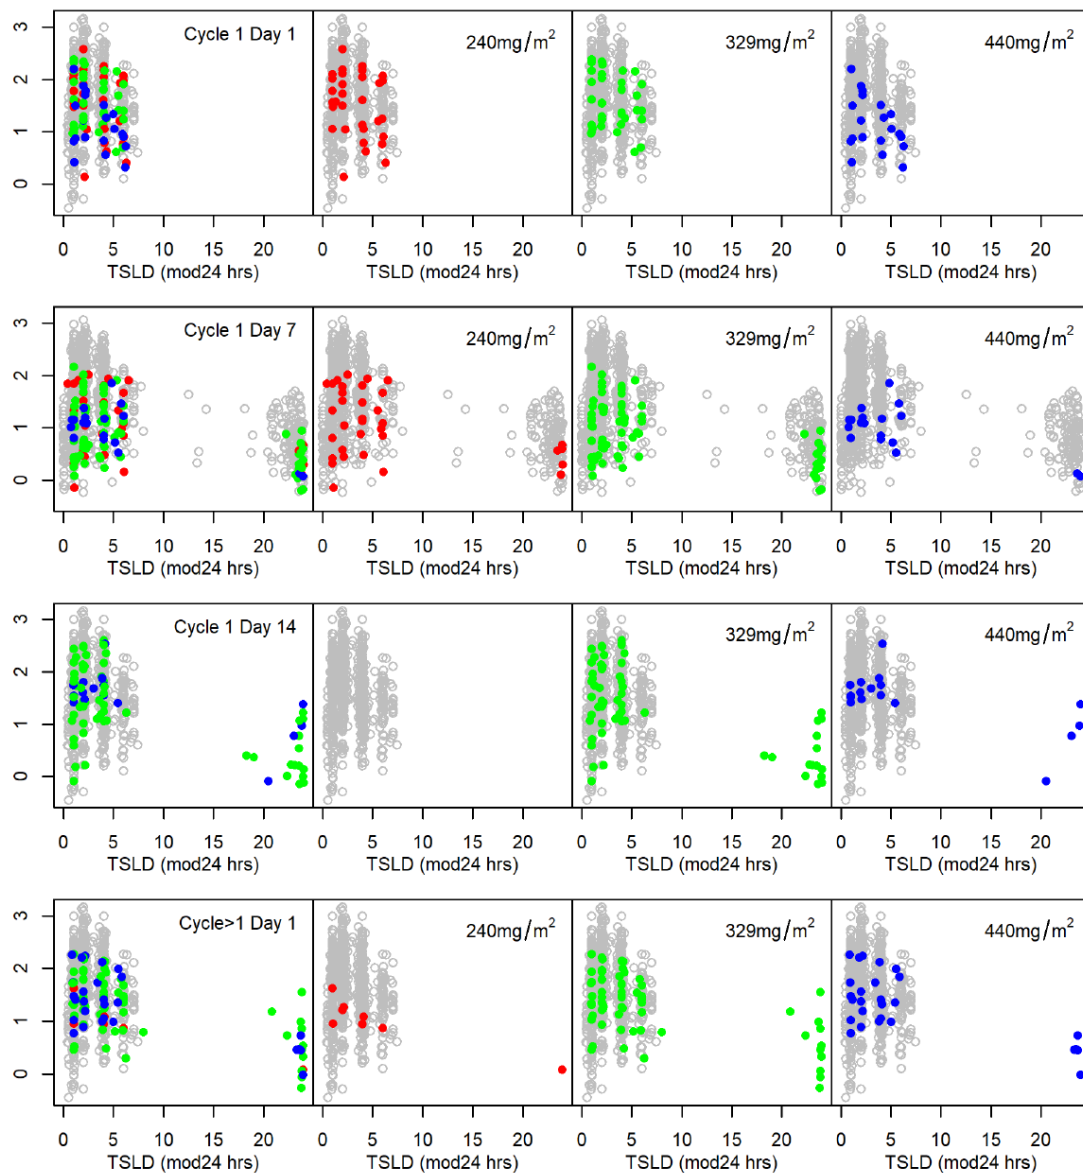 3
2
1
0
Cycle 1 Day 1
240mg/m²
329mg/m²
440mg/m²
0 5 10 15 20 0 5 10 15 20 0 5 10 15 20 0 5 10 15 20
TSLD (mod24 hrs) TSLD (mod24 hrs) TSLD (mod24 hrs) TSLD (mod24 hrs)
3
2
1
0
Cycle 1 Day 7
240mg/m²
329mg/m²
440mg/m²
0 5 10 15 20 0 5 10 15 20 0 5 10 15 20 0 5 10 15 20
TSLD (mod24 hrs) TSLD (mod24 hrs) TSLD (mod24 hrs) TSLD (mod24 hrs)
3
2
1
0
Cycle 1 Day 14
329mg/m²
440mg/m²
0 5 10 15 20 0 5 10 15 20 0 5 10 15 20 0 5 10 15 20
TSLD (mod24 hrs) TSLD (mod24 hrs) TSLD (mod24 hrs) TSLD (mod24 hrs)
3
2
1
0
Cycle>1 Day 1
240mg/m²
329mg/m²
440mg/m²
0 5 10 15 20 0 5 10 15 20 0 5 10 15 20 0 5 10 15 20
TSLD (mod24 hrs) TSLD (mod24 hrs) TSLD (mod24 hrs) TSLD (mod24 hrs)